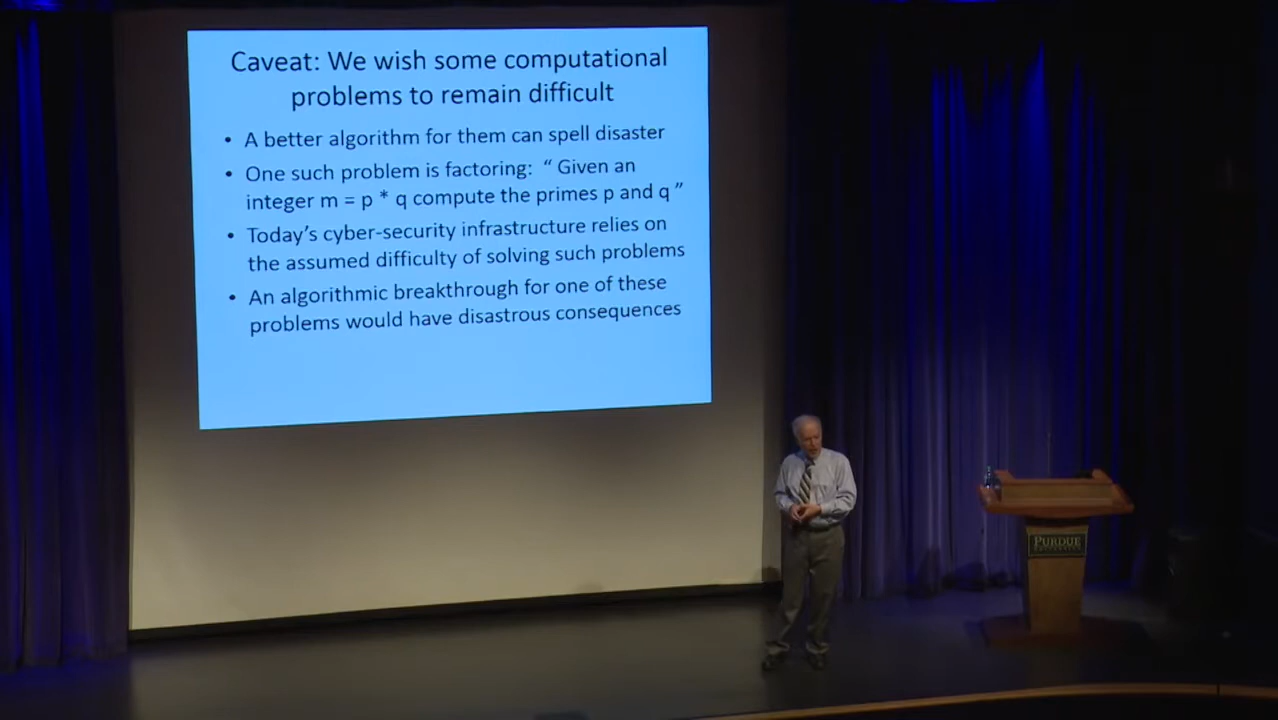 Caveat: We wish some computational
problems to remain difficult
• A better algorithm for them can spell disaster
• One such problem is factoring: “ Given an
integer m = p * q compute the primes p and q ”
• Today’s cyber-security infrastructure relies on
the assumed difficulty of solving such problems
• An algorithmic breakthrough for one of these
problems would have disastrous consequences
PURDUE
UNIVERSITY